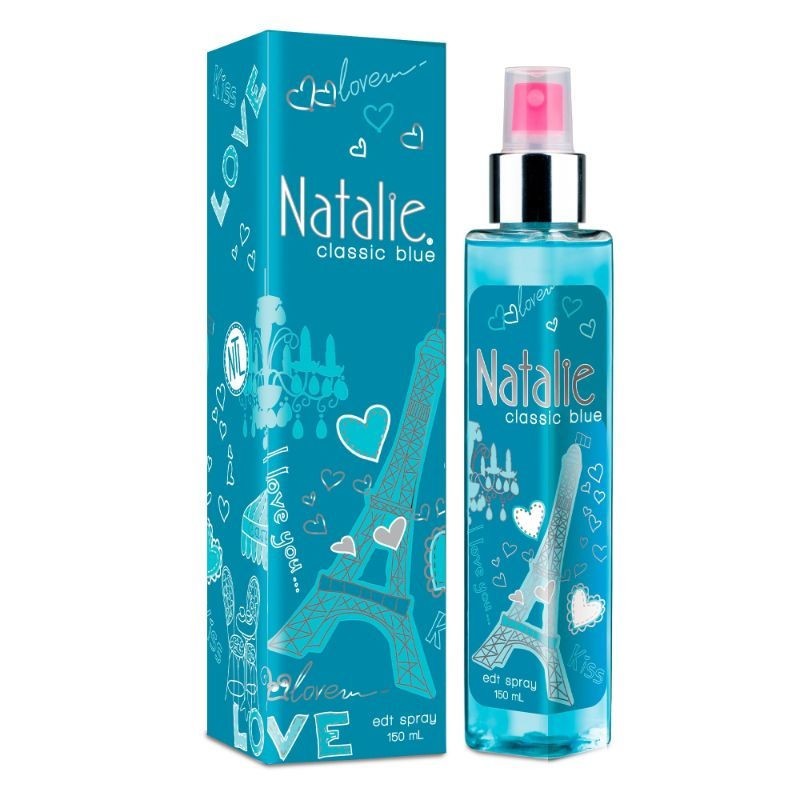 Kiss
LOVE
NTL
I love you...
Kiss
LOVE
love
Natalie®
classic blue
love
edt spray
150 mL
love
Natalie
classic blue
I love you...
Kiss
edt spray
150 mL